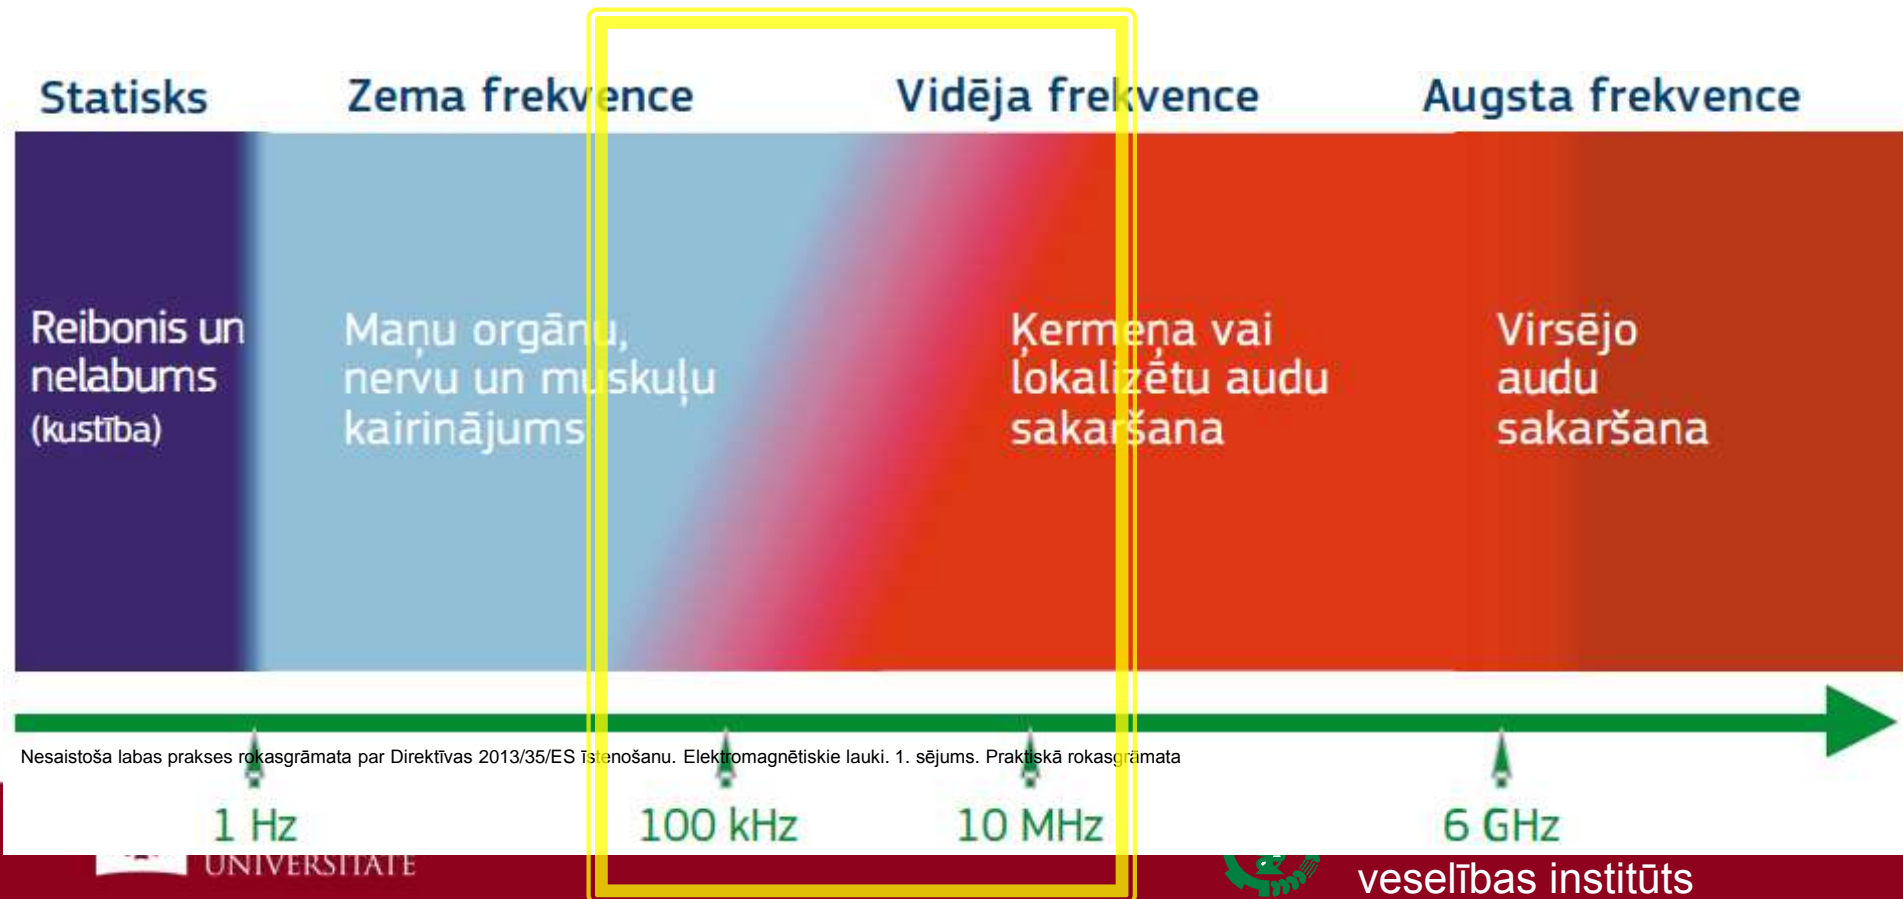 Statisks
Zema frekvence
Vidēja frekvence
Augsta frekvence
Reibonis un
nelabums
(kustība)
Maņu orgānu,
nervu un muskuļu
kairinājums
Ķermeņa vai
lokalizētu audu
sakaršana
Virsējo
audu
sakaršana
Nesaistoša labas prakses rokasgrāmata par Direktīvas 2013/35/ES īstenošanu. Elektromagnētiskie lauki. 1. sējums. Praktiskā rokasgrāmata
1 Hz
100 kHz
10 MHz
6 GHz
UNIVERSITĀTE
veselības institūts